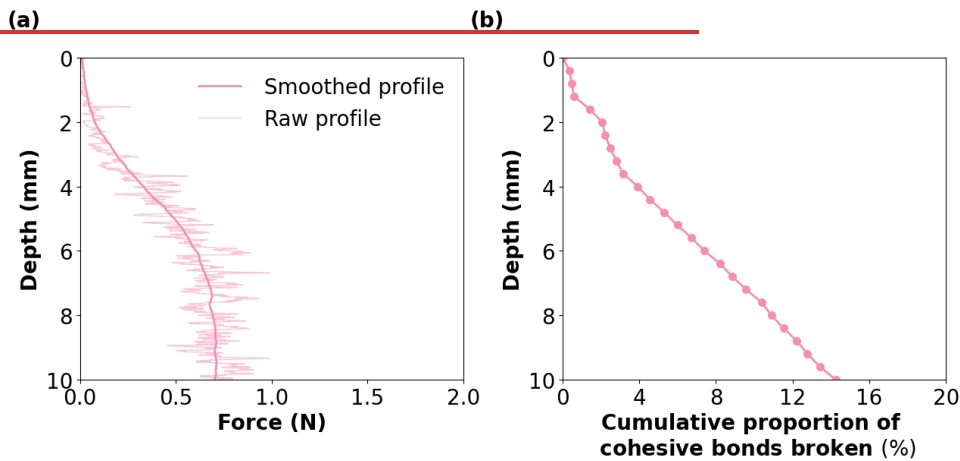 (a)
(b)
Smoothed profile
Raw profile
0
2
4
6
8
10
Depth (mm)
0.0 0.5 1.0 1.5 2.0
Force (N)
0
2
4
6
8
10
Depth (mm)
0 4 8 12 16 20
Cumulative proportion of
cohesive bonds broken (%)